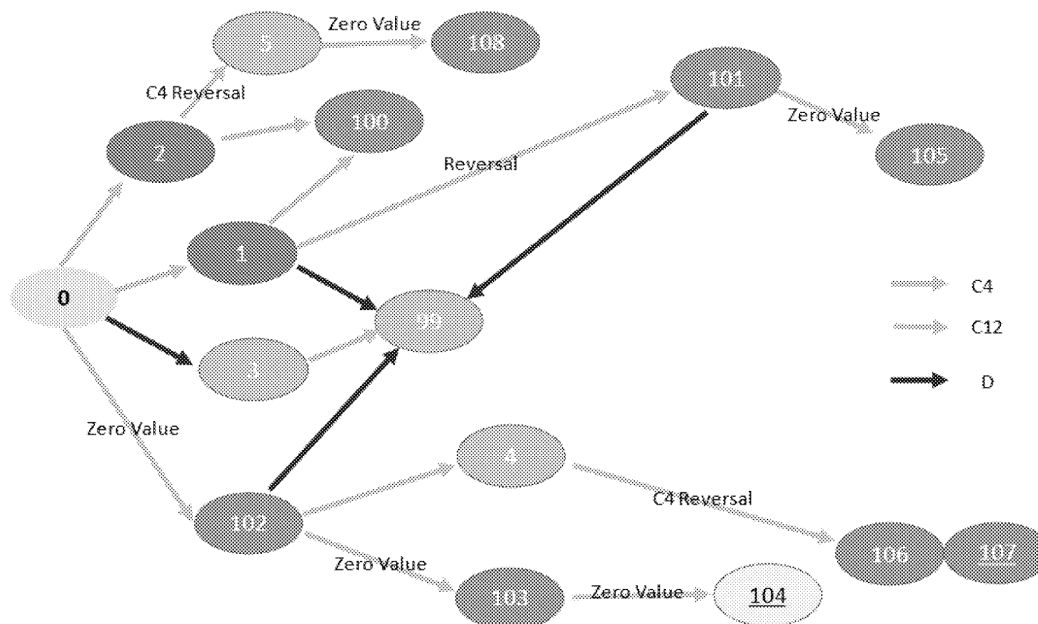 5
Zero Value
108
C4 Reversal
100
2
101
Zero Value
105
Reversal
1
0
99
3
C4
C12
D
Zero Value
4
C4 Reversal
102
Zero Value
106
107
103
Zero Value
104